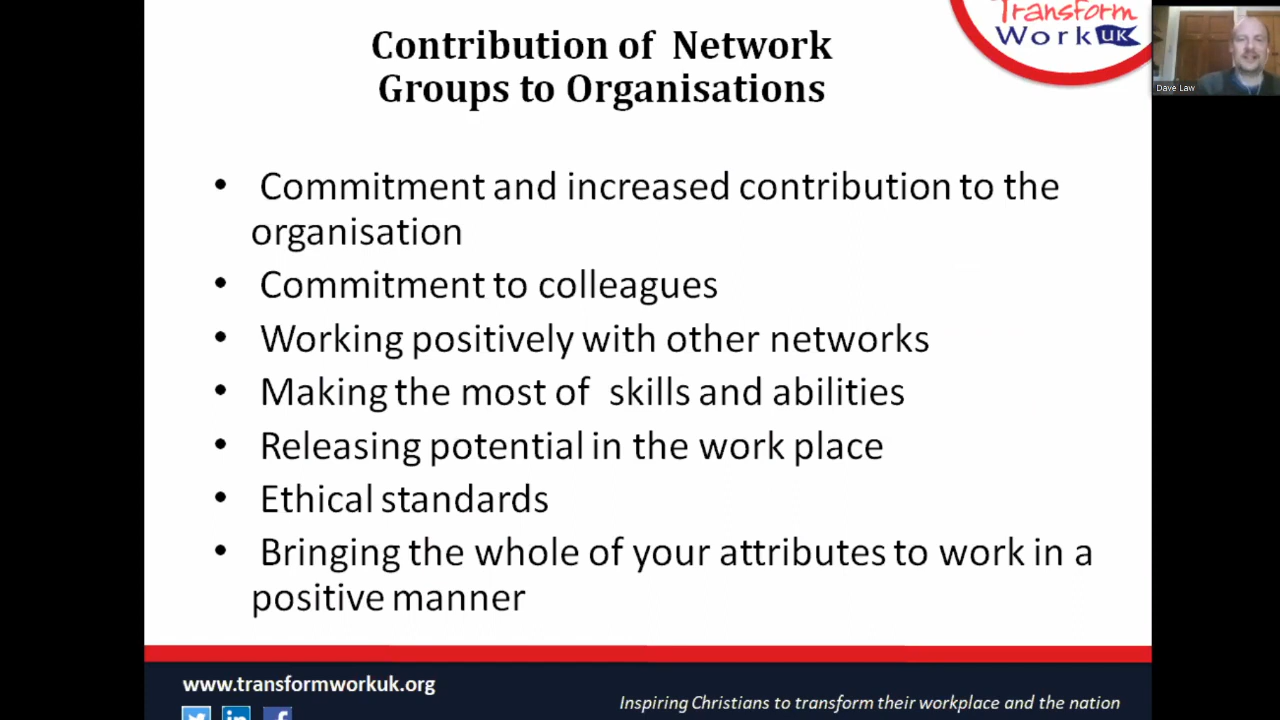 Contribution of Network
Groups to Organisations
Transform
Work UK
Dave Law
• Commitment and increased contribution to the
organisation
• Commitment to colleagues
• Working positively with other networks
• Making the most of skills and abilities
• Releasing potential in the work place
• Ethical standards
• Bringing the whole of your attributes to work in a
positive manner
www.transformworkuk.org
Inspiring Christians to transform their workplace and the nation